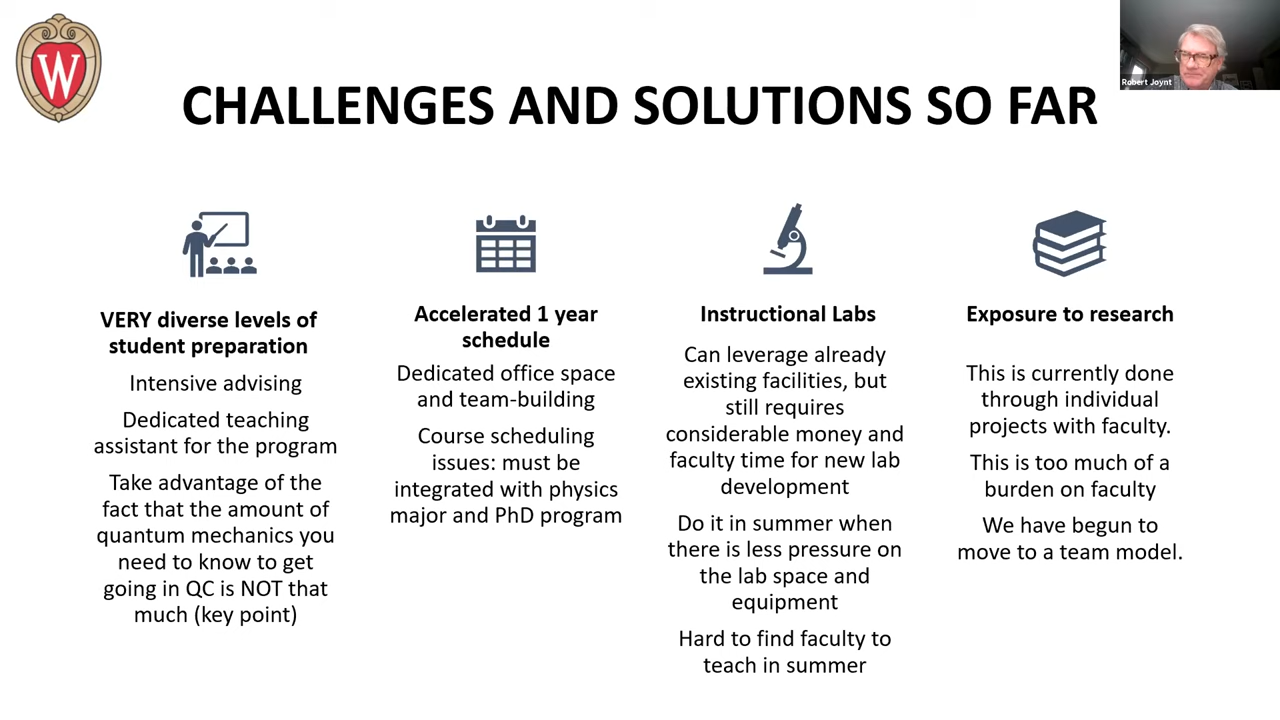 W
Robert Joynt
CHALLENGES AND SOLUTIONS SO FAR
VERY diverse levels of
student preparation
Intensive advising
Dedicated teaching
assistant for the program
Take advantage of the
fact that the amount of
quantum mechanics you
need to know to get
going in QC is NOT that
much (key point)
Accelerated 1 year
schedule
Dedicated office space
and team-building
Course scheduling
issues: must be
integrated with physics
major and PhD program
Instructional Labs
Can leverage already
existing facilities, but
still requires
considerable money and
faculty time for new lab
development
Do it in summer when
there is less pressure on
the lab space and
equipment
Hard to find faculty to
teach in summer
Exposure to research
This is currently done
through individual
projects with faculty.
This is too much of a
burden on faculty
We have begun to
move to a team model.